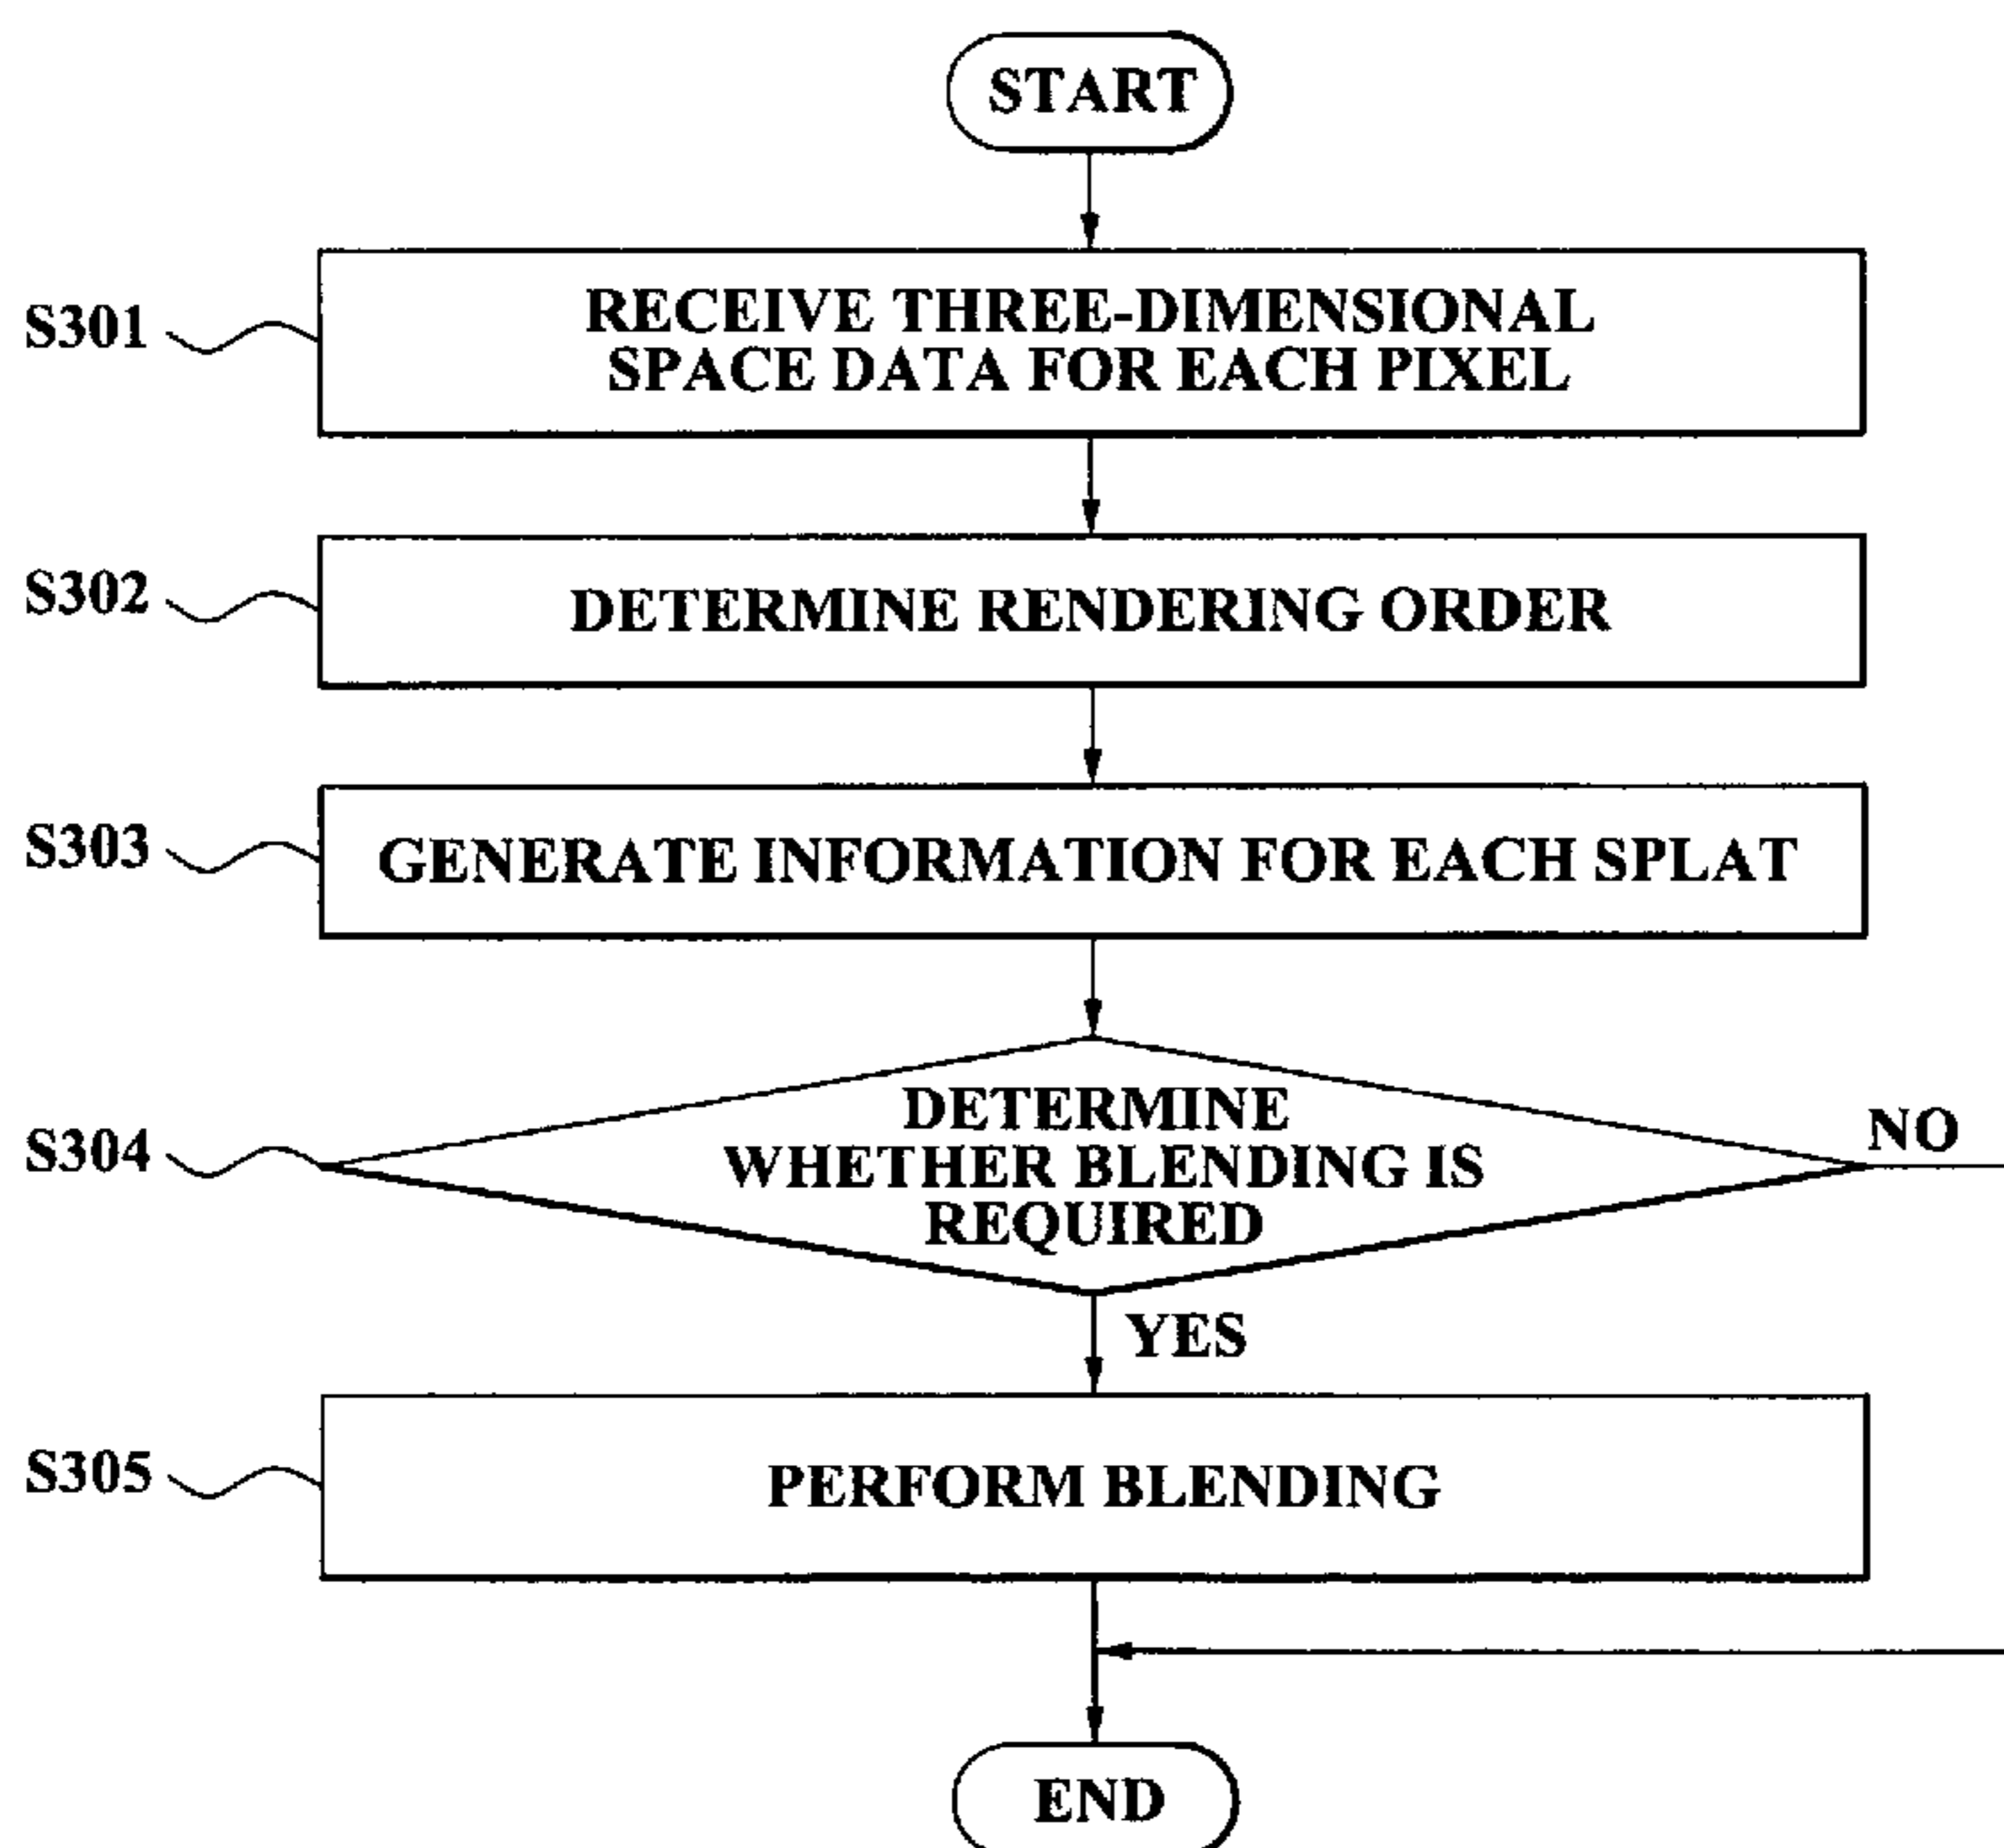 START
S301
RECEIVE THREE-DIMENSIONAL
SPACE DATA FOR EACH PIXEL
S302
DETERMINE RENDERING ORDER
S303
GENERATE INFORMATION FOR EACH SPLAT
S304
DETERMINE
WHETHER BLENDING IS
REQUIRED
NO
YES
S305
PERFORM BLENDING
END